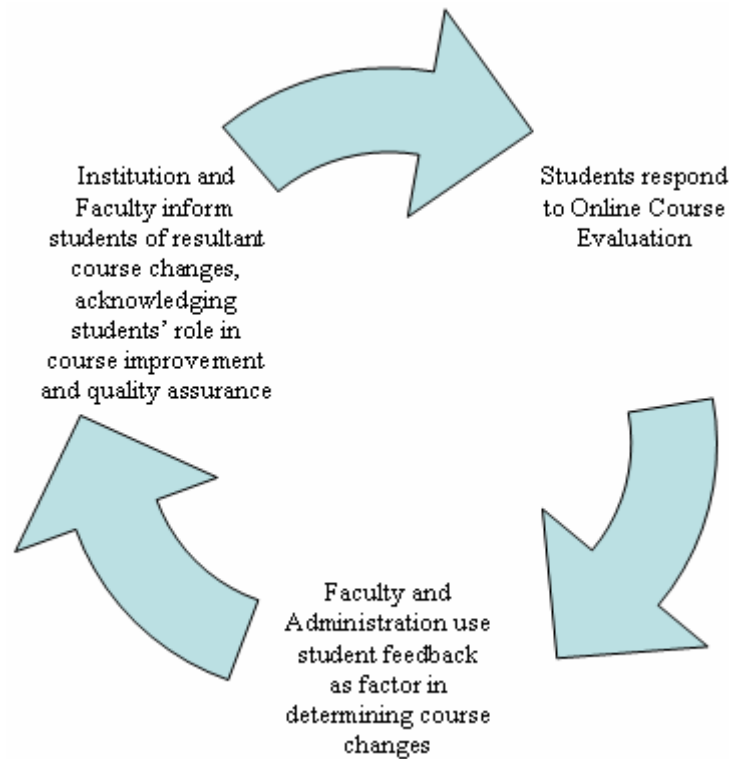 Institution and
Faculty inform
students of resultant
course changes,
acknowledging
students’ role in
course improvement
and quality assurance
Students respond
to Online Course
Evaluation
Faculty and
Administration use
student feedback
as factor in
determining course
changes